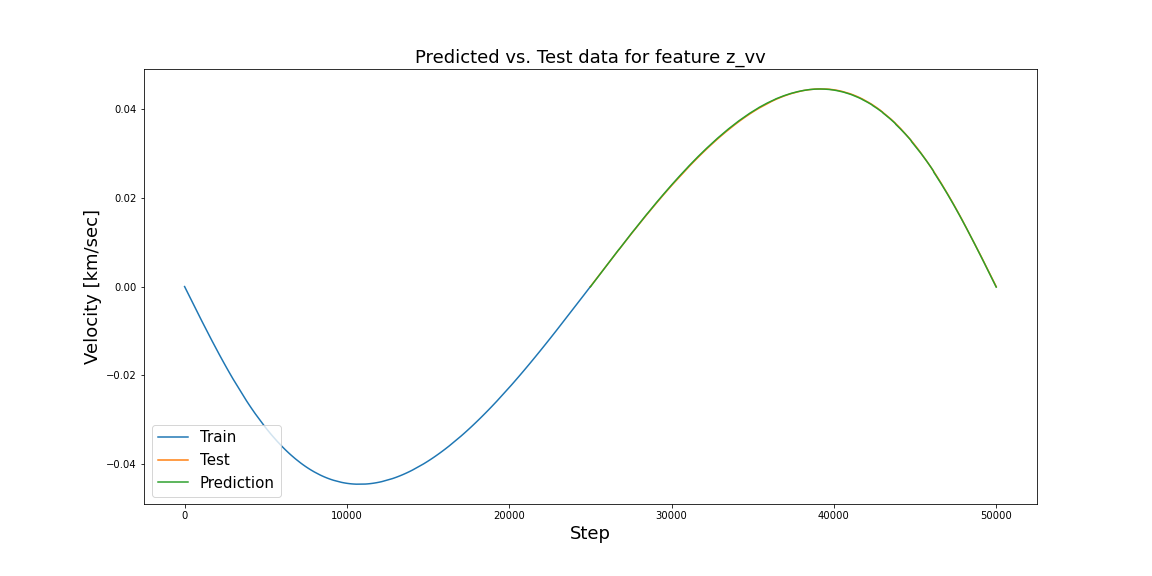 Predicted vs. Test data for feature z_vv
Velocity [km/sec]
0.04
0.02
0.00
−0.02
−0.04
Train
Test
Prediction
0 10000 20000 30000 40000 50000
Step